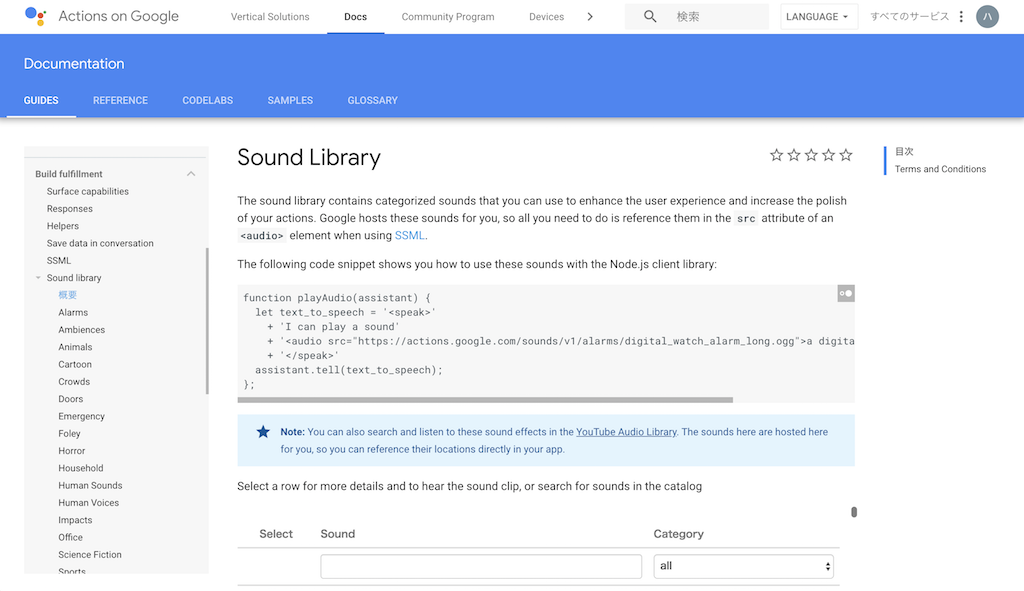 Actions on Google
Vertical Solutions
Docs
Community Program
Devices
検索
LANGUAGE
すべてのサービス
ハ
Documentation
GUIDES
REFERENCE
CODELABS
SAMPLES
GLOSSARY
Build fulfillment
Surface capabilities
Responses
Helpers
Save data in conversation
SSML
Sound library
概要
Alarms
Ambiences
Animals
Cartoon
Crowds
Doors
Emergency
Foley
Horror
Household
Human Sounds
Human Voices
Impacts
Office
Science Fiction
Sports
Sound Library
The sound library contains categorized sounds that you can use to enhance the user experience and increase the polish
of your actions. Google hosts these sounds for you, so all you need to do is reference them in the src attribute of an
<audio> element when using SSML.
The following code snippet shows you how to use these sounds with the Node.js client library:
function playAudio(assistant) {
  let text_to_speech = '<speak>'
    + 'I can play a sound'
    + '<audio src="https://actions.google.com/sounds/v1/alarms/digital_watch_alarm_long.ogg">a digita
    + '</speak>'
  assistant.tell(text_to_speech);
};
Note: You can also search and listen to these sound effects in the YouTube Audio Library. The sounds here are hosted here
for you, so you can reference their locations directly in your app.
Select a row for more details and to hear the sound clip, or search for sounds in the catalog
Select
Sound
Category
all
目次
Terms and Conditions